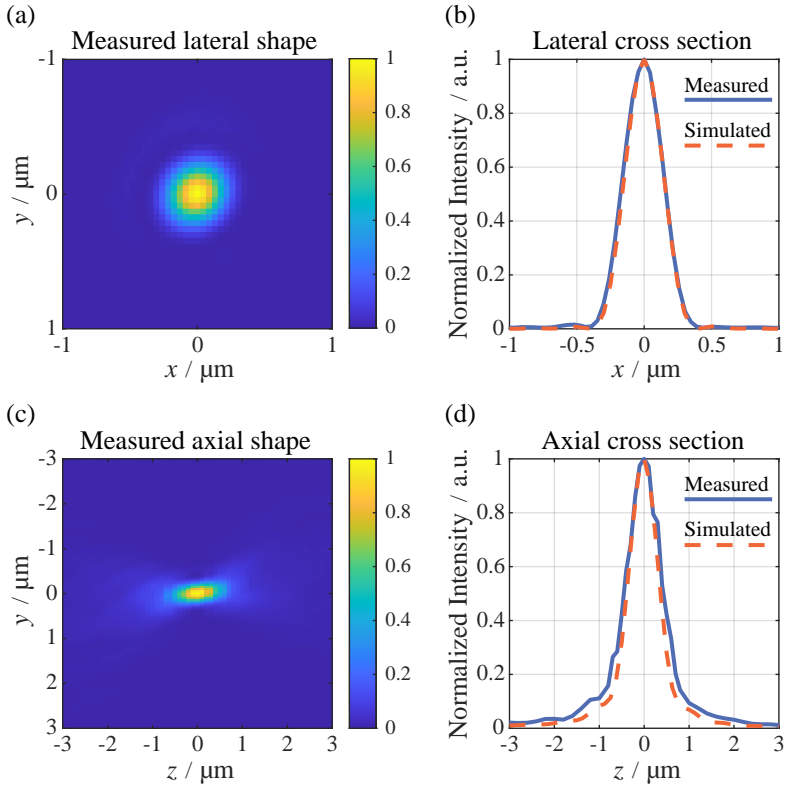 (a)
Measured lateral shape
-1
0
1
-1
0
1
y / µm
x / µm
1
0.8
0.6
0.4
0.2
0
(b)
Lateral cross section
1
0.8
0.6
0.4
0.2
0
-1
-0.5
0
0.5
1
Normalized Intensity / a.u.
x / µm
Measured
Simulated
(c)
Measured axial shape
-3
-2
-1
0
1
2
3
-3
-2
-1
0
1
2
3
y / µm
z / µm
1
0.8
0.6
0.4
0.2
0
(d)
Axial cross section
1
0.8
0.6
0.4
0.2
0
-3
-2
-1
0
1
2
3
Normalized Intensity / a.u.
z / µm
Measured
Simulated